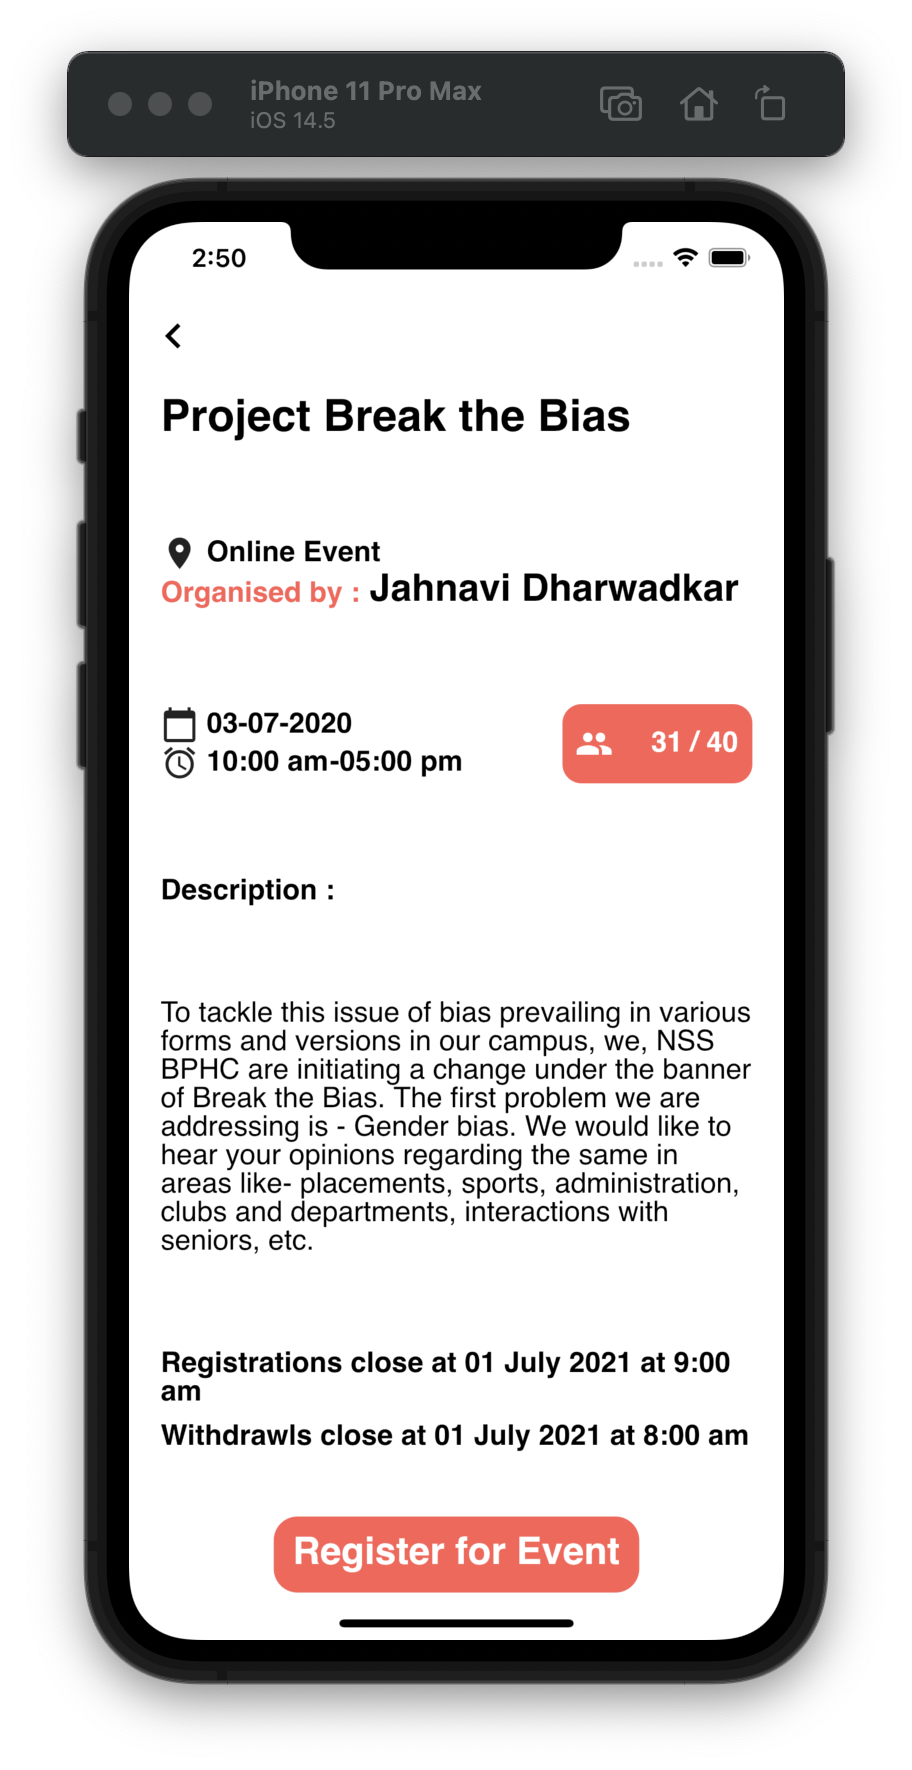 iPhone 11 Pro Max
iOS 14.5
2:50
Project Break the Bias
Online Event
Organised by : Jahnavi Dharwadkar
03-07-2020
31 / 40
10:00 am-05:00 pm
Description :
To tackle this issue of bias prevailing in various
forms and versions in our campus, we, NSS
BPHC are initiating a change under the banner
of Break the Bias. The first problem we are
addressing is - Gender bias. We would like to
hear your opinions regarding the same in
areas like- placements, sports, administration,
clubs and departments, interactions with
seniors, etc.
Registrations close at 01 July 2021 at 9:00
am
Withdrawls close at 01 July 2021 at 8:00 am
Register for Event